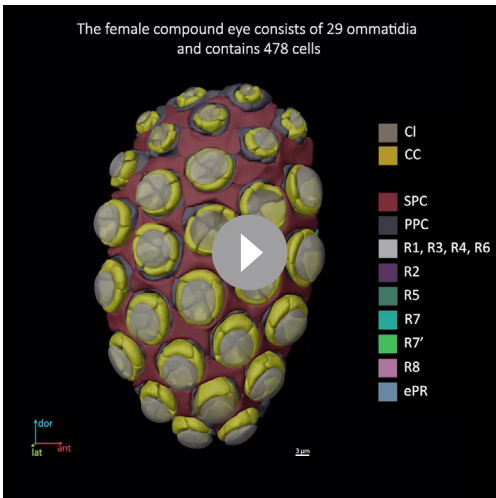 The female compound eye consists of 29 ommatidia
and contains 478 cells
Cl
CC
SPC
PPC
R1, R3, R4, R6
R2
R5
R7
R7′
R8
ePR
dor
lat
ant
3 µm